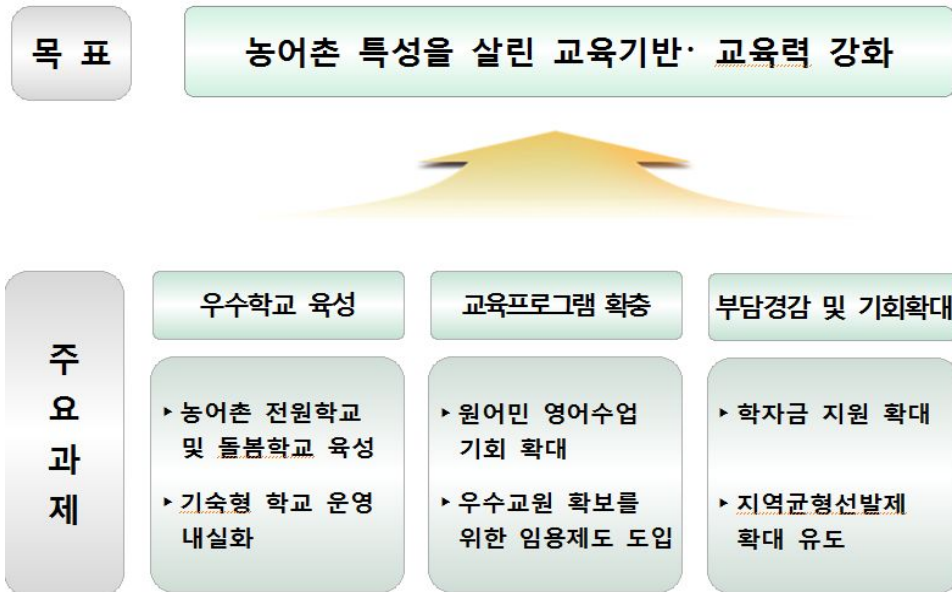 목 표
농어촌 특성을 살린 교육기반· 교육력 강화
주
요
과
제
우수학교 육성
▸ 농어촌 전원학교
및 돌봄학교 육성
▸ 기숙형 학교 운영
내실화
교육프로그램 확충
▸ 원어민 영어수업
기회 확대
▸ 우수교원 확보를
위한 임용제도 도입
부담경감 및 기회확대
▸ 학자금 지원 확대
▸ 지역균형선발제
확대 유도